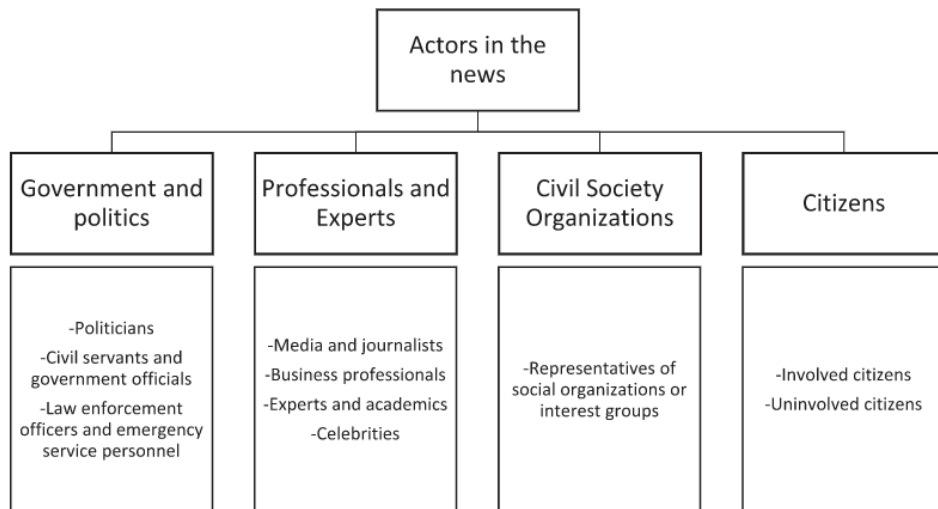 Actors in the
news
Government and
politics
Professionals and
Experts
Civil Society
Organizations
Citizens
-Politicians
-Civil servants and
government officials
-Law enforcement
officers and emergency
service personnel
-Media and journalists
-Business professionals
-Experts and academics
-Celebrities
-Representatives of
social organizations or
interest groups
-Involved citizens
-Uninvolved citizens